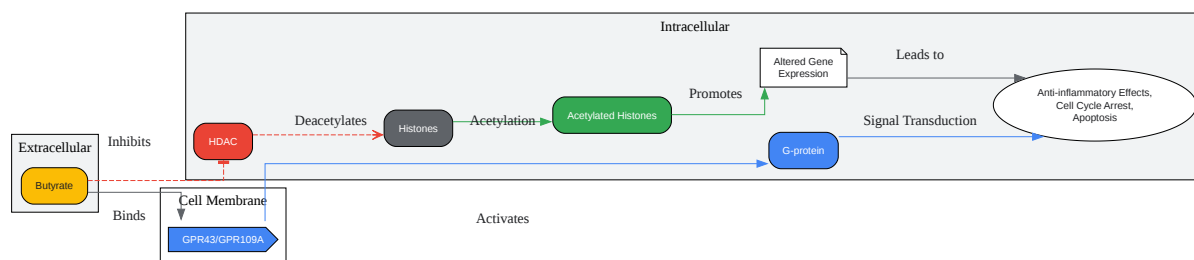 Intracellular
Altered Gene
Expression
Leads to
Anti-inflammatory Effects,
Cell Cycle Arrest,
Apoptosis
Promotes
Acetylated Histones
Acetylation
Histones
Deacetylates
HDAC
Signal Transduction
G-protein
Extracellular
Inhibits
Butyrate
Binds
Cell Membrane
GPR43/GPR109A
Activates